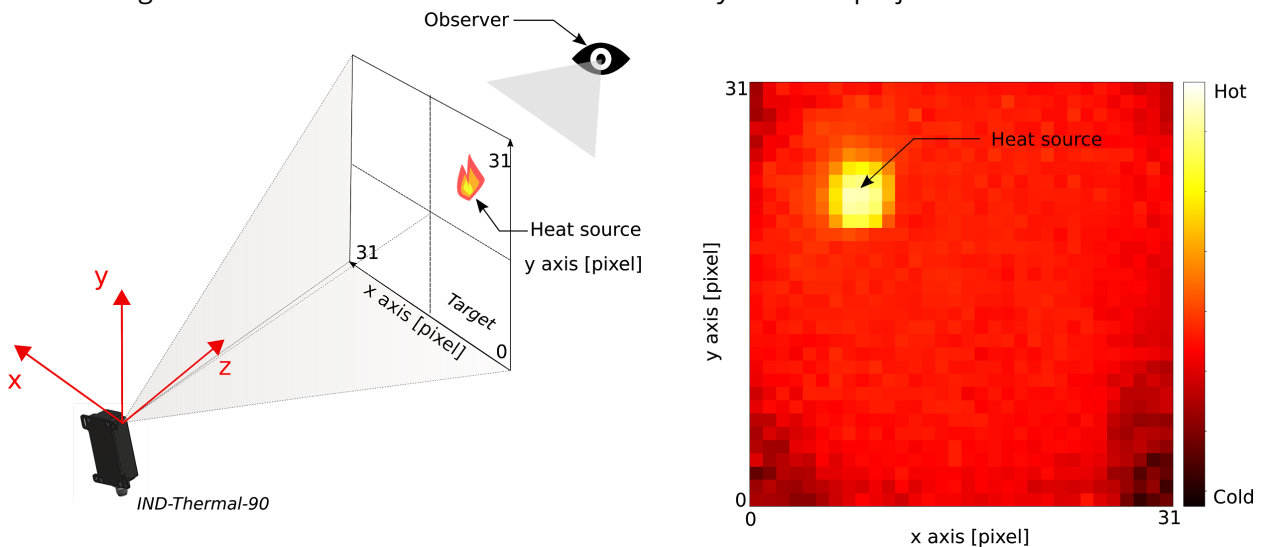 Observer
31
Heat source
y axis [pixel]
31
x axis [pixel]
Target
0
y
x
z
IND-Thermal-90
31
Hot
Heat source
y axis [pixel]
0
Cold
0
31
x axis [pixel]